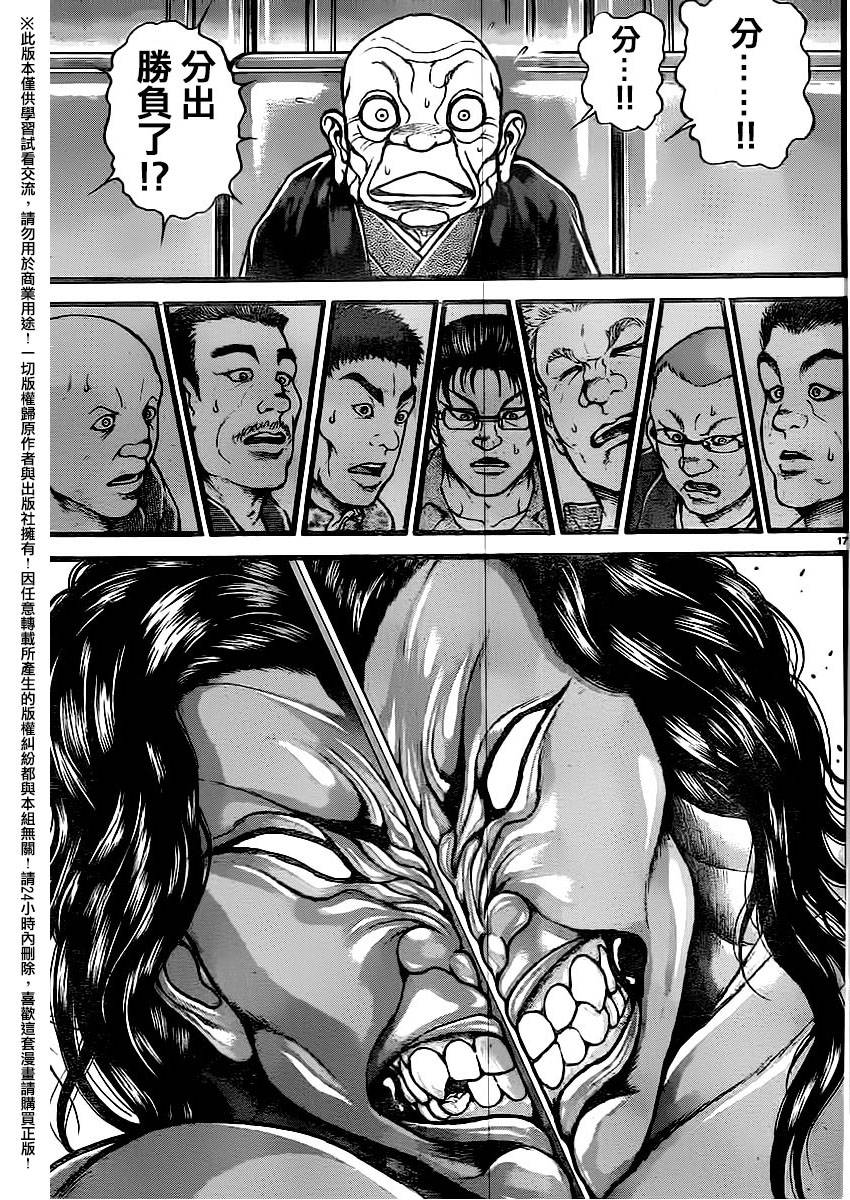 分……!!
分…!!
分出
勝負了!?
17
※此版本僅供學習試看交流，請勿用於商業用途！一切版權歸原作者與出版社擁有！因任意轉載所產生的版權糾紛都與本組無關！請24小時內刪除，喜歡這套漫畫請購買正版！